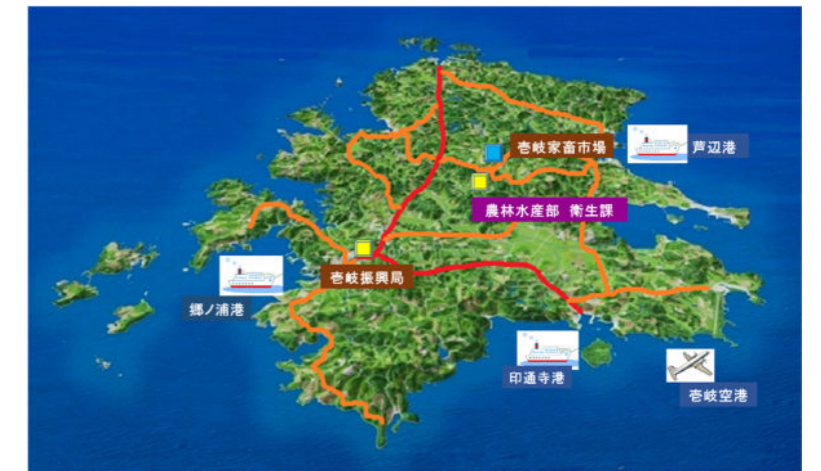 壱岐家畜市場
芦辺港
農林水産部 衛生課
壱岐振興局
郷ノ浦港
印通寺港
壱岐空港